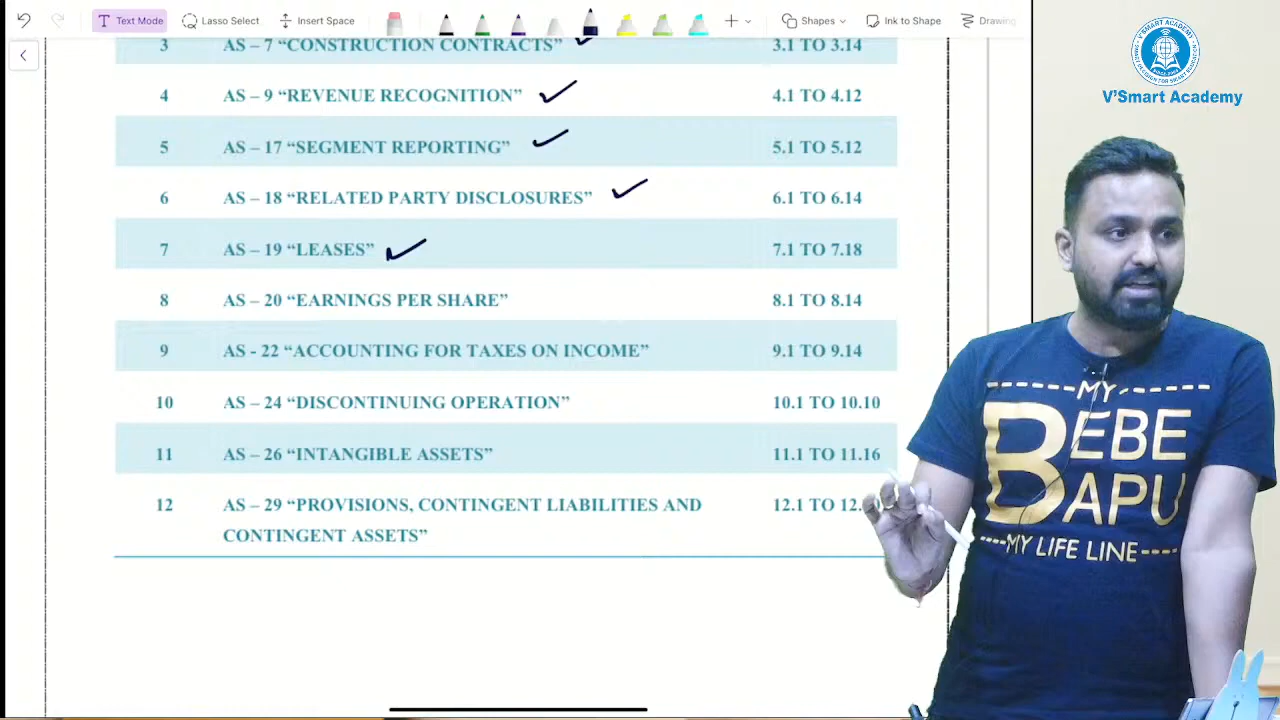 Text Mode
Lasso Select
Insert Space
Shapes
Ink to Shape
Drawing
3 AS – 7 “CONSTRUCTION CONTRACTS” 3.1 TO 3.14
4 AS – 9 “REVENUE RECOGNITION” 4.1 TO 4.12
5 AS – 17 “SEGMENT REPORTING” 5.1 TO 5.12
6 AS – 18 “RELATED PARTY DISCLOSURES” 6.1 TO 6.14
7 AS – 19 “LEASES” 7.1 TO 7.18
8 AS – 20 “EARNINGS PER SHARE” 8.1 TO 8.14
9 AS - 22 “ACCOUNTING FOR TAXES ON INCOME” 9.1 TO 9.14
10 AS – 24 “DISCONTINUING OPERATION” 10.1 TO 10.10
11 AS – 26 “INTANGIBLE ASSETS” 11.1 TO 11.16
12 AS – 29 “PROVISIONS, CONTINGENT LIABILITIES AND 12.1 TO 12.
CONTINGENT ASSETS”
V'Smart Academy
MY
BEBE
BAPU
MY LIFE LINE